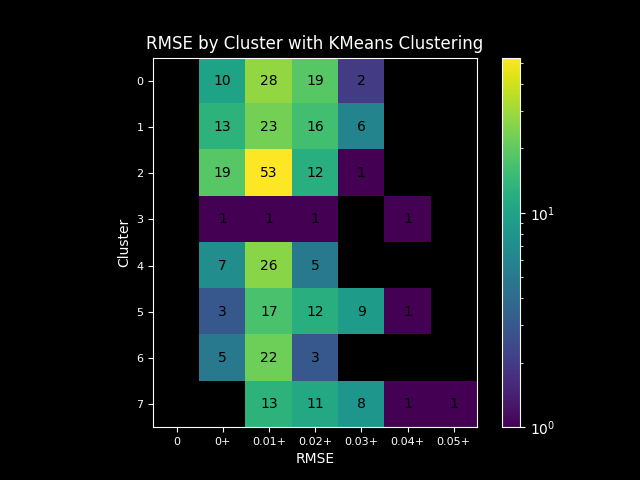 RMSE by Cluster with KMeans Clustering
0 10 28 19 2
1 13 23 16 6
2 19 53 12 1
3 1 1 1 1
4 7 26 5
5 3 17 12 9 1
6 5 22 3
7 13 11 8 1 1
Cluster
0 0+ 0.01+ 0.02+ 0.03+ 0.04+ 0.05+
RMSE
10¹
10⁰